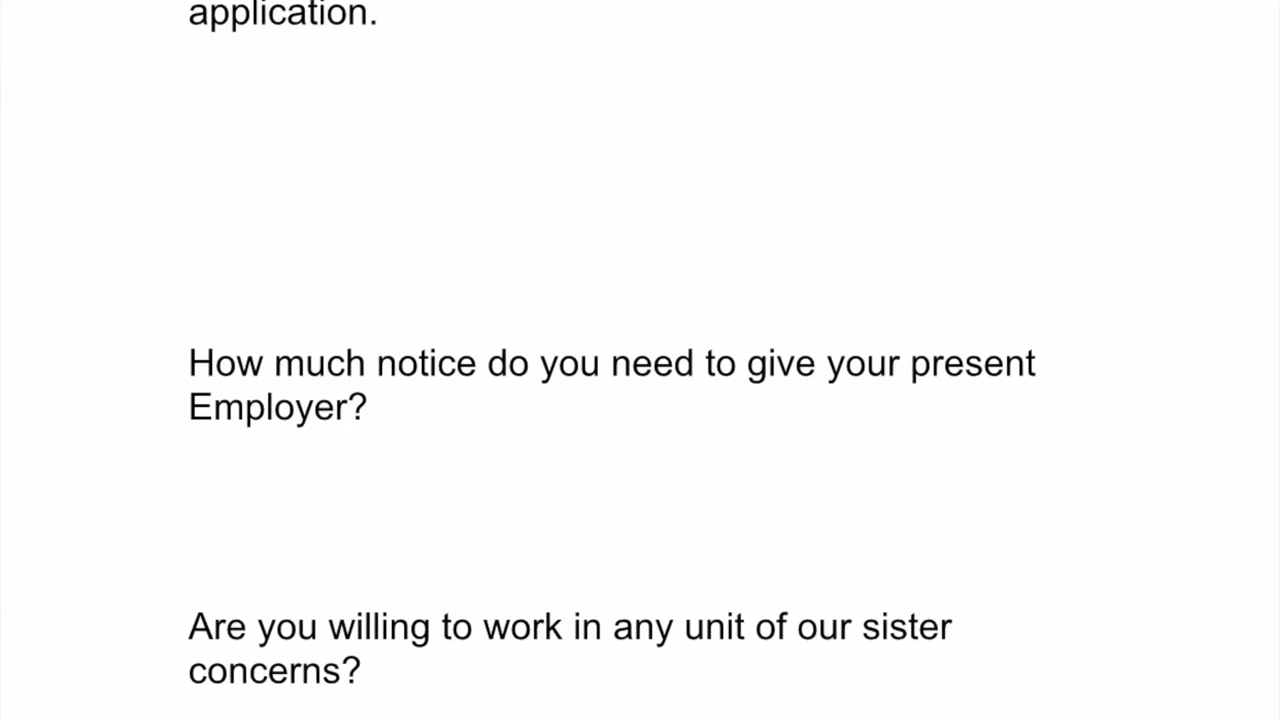 application.
How much notice do you need to give your present
Employer?
Are you willing to work in any unit of our sister
concerns?